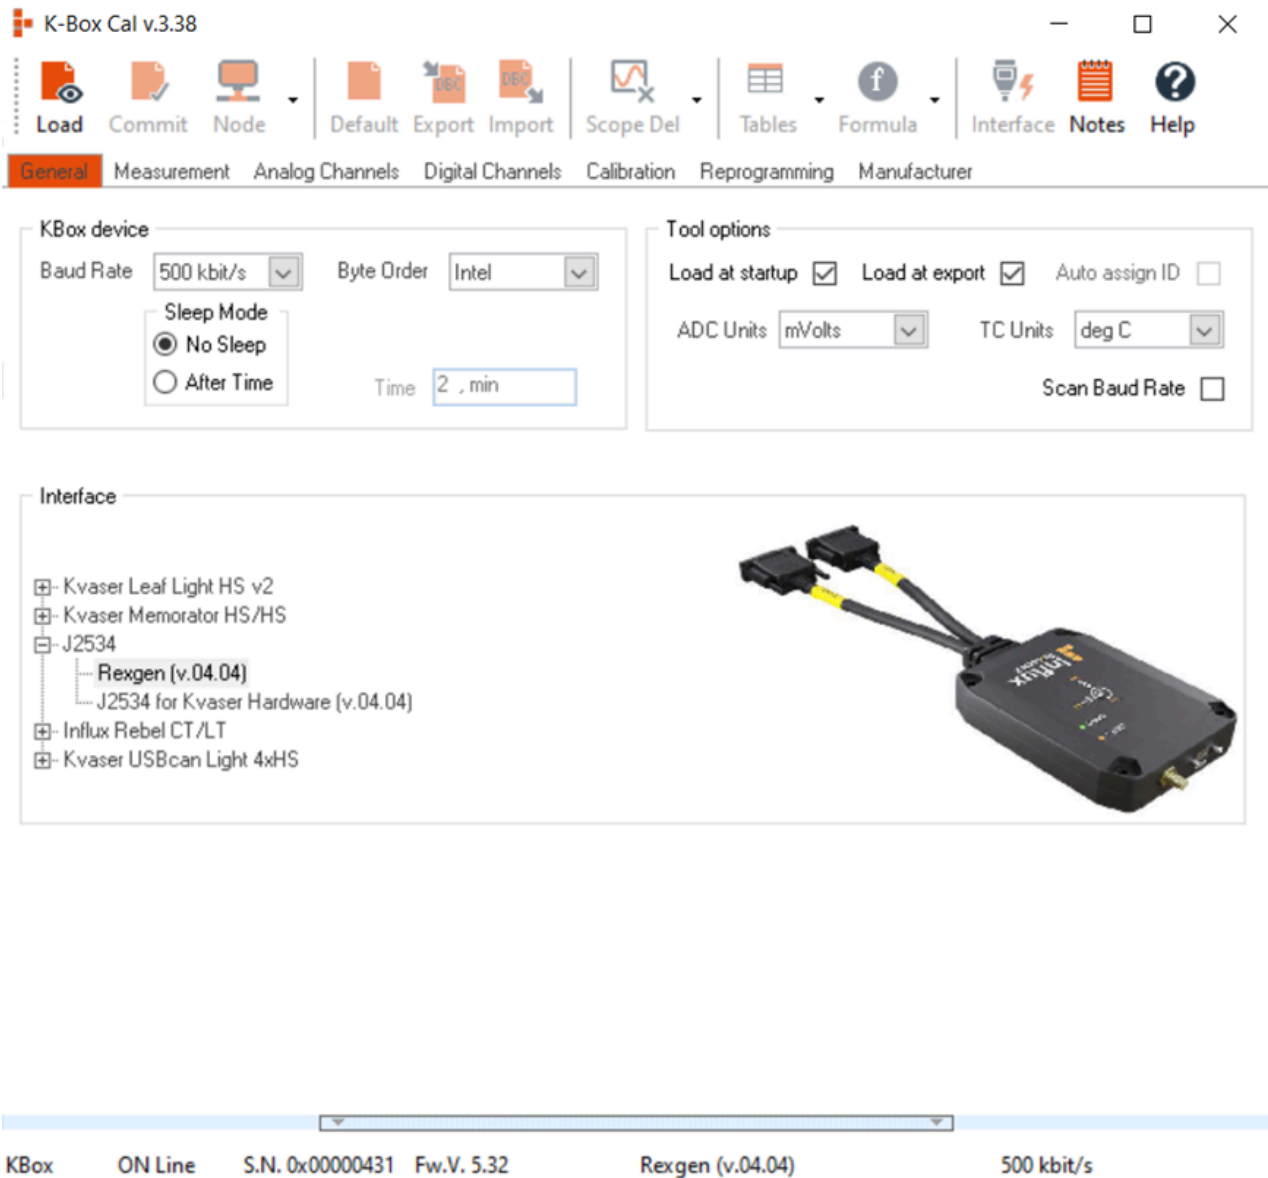 K-Box Cal v.3.38
Load Commit Node Default Export Import Scope Del Tables Formula Interface Notes Help
DBC DBC f ?
General Measurement Analog Channels Digital Channels Calibration Reprogramming Manufacturer
KBox device
Baud Rate 500 kbit/s Byte Order Intel
Sleep Mode
No Sleep
After Time Time 2 , min
Tool options
Load at startup Load at export Auto assign ID
ADC Units mVolts TC Units deg C
Scan Baud Rate
Interface
Kvaser Leaf Light HS v2
Kvaser Memorator HS/HS
J2534
Rexgen (v.04.04)
J2534 for Kvaser Hardware (v.04.04)
Influx Rebel CT/LT
Kvaser USBcan Light 4xHS
Influx
KBox ON Line S.N. 0x00000431 Fw.V. 5.32 Rexgen (v.04.04) 500 kbit/s